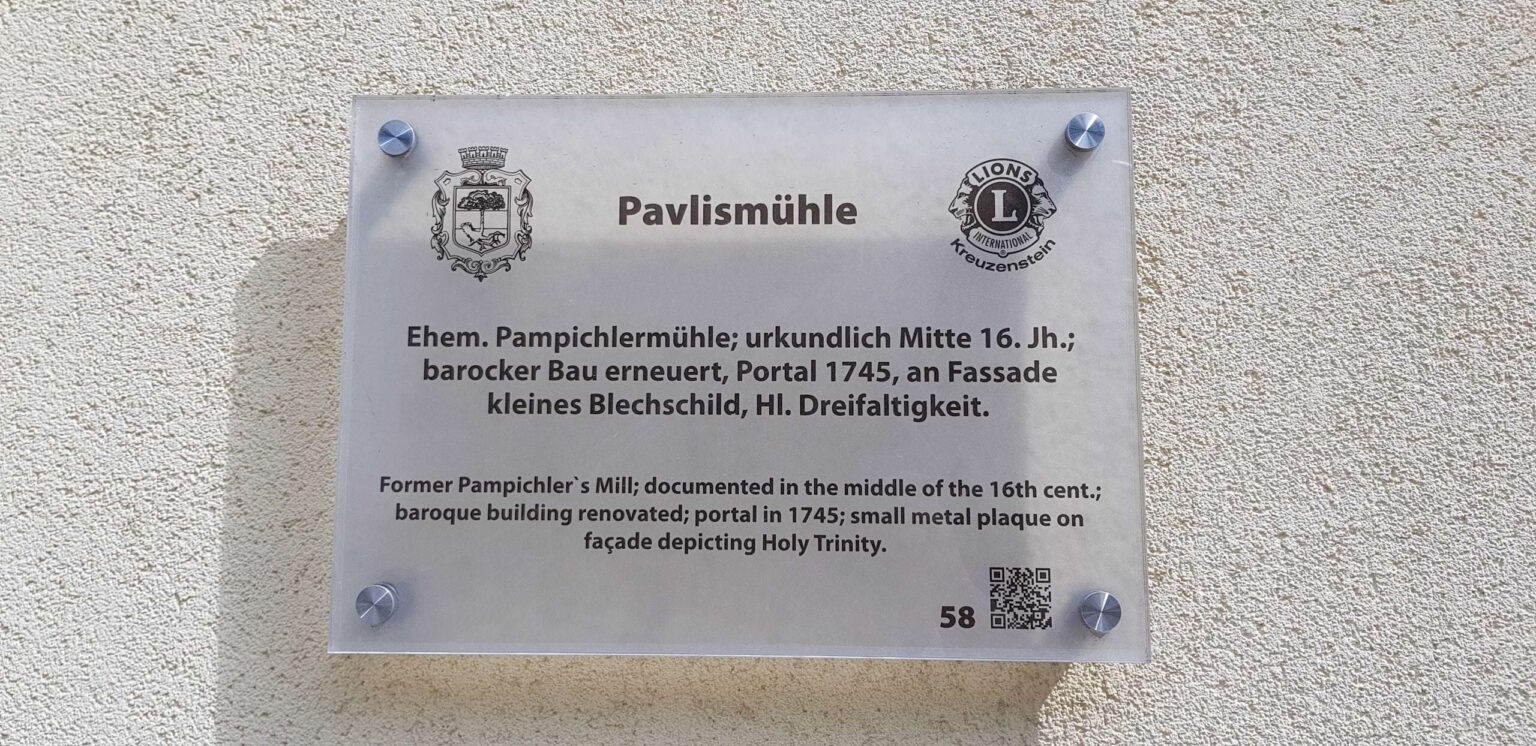 Pavlismühle
LIONS
L
INTERNATIONAL
Kreuzenstein
Ehem. Pampichlermühle; urkundlich Mitte 16. Jh.;
barocker Bau erneuert, Portal 1745, an Fassade
kleines Blechschild, Hl. Dreifaltigkeit.
Former Pampichler`s Mill; documented in the middle of the 16th cent.;
baroque building renovated; portal in 1745; small metal plaque on
façade depicting Holy Trinity.
58